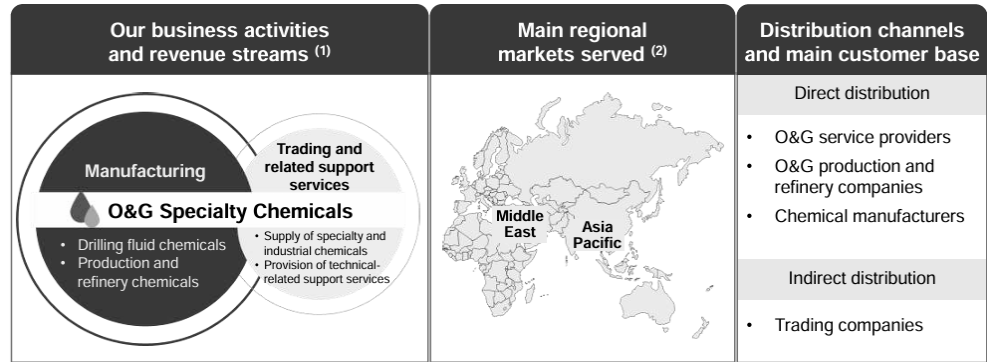 Our business activities
and revenue streams (1)
Main regional
markets served (2)
Distribution channels
and main customer base
Manufacturing
Trading and
related support
services
O&G Specialty Chemicals
• Drilling fluid chemicals
• Production and
refinery chemicals
• Supply of specialty and
industrial chemicals
• Provision of technical-
related support services
Middle
East
Asia
Pacific
Direct distribution
• O&G service providers
• O&G production and
refinery companies
• Chemical manufacturers
Indirect distribution
• Trading companies